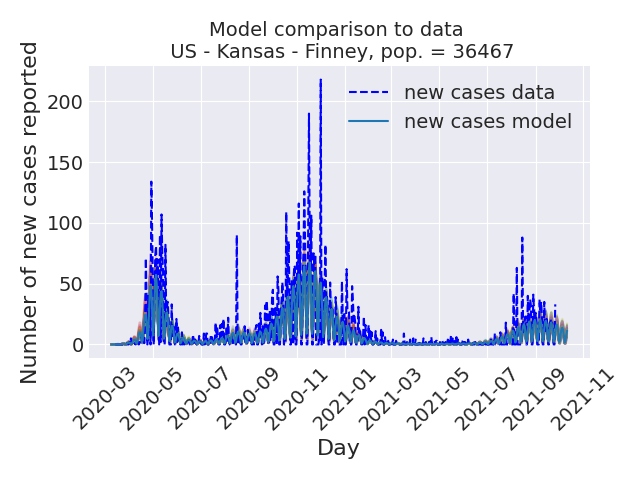 Model comparison to data
US - Kansas - Finney, pop. = 36467
Number of new cases reported
200
150
100
50
0
new cases data
new cases model
2020-03
2020-05
2020-07
2020-09
2020-11
2021-01
2021-03
2021-05
2021-07
2021-09
2021-11
Day